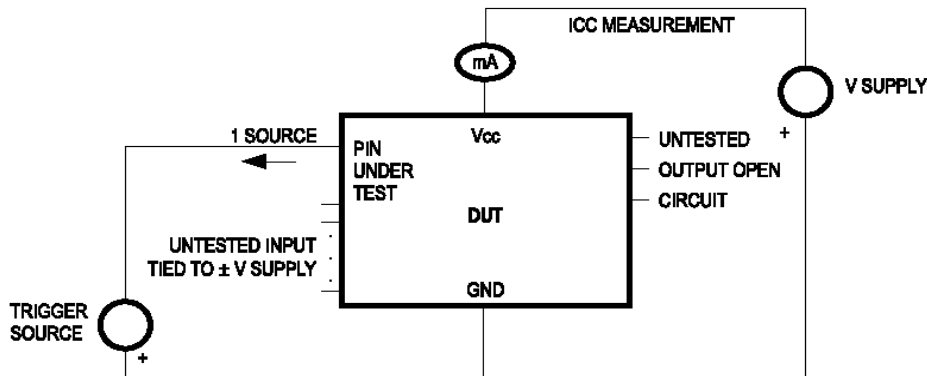 ICC MEASUREMENT
mA
V SUPPLY
+
1 SOURCE
Vcc
PIN
UNDER
TEST
UNTESTED
OUTPUT OPEN
CIRCUIT
DUT
UNTESTED INPUT
TIED TO ± V SUPPLY
GND
TRIGGER
SOURCE
+